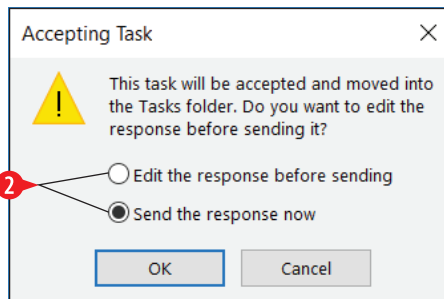 Accepting Task
This task will be accepted and moved into
the Tasks folder. Do you want to edit the
response before sending it?
2
Edit the response before sending
Send the response now
OK
Cancel